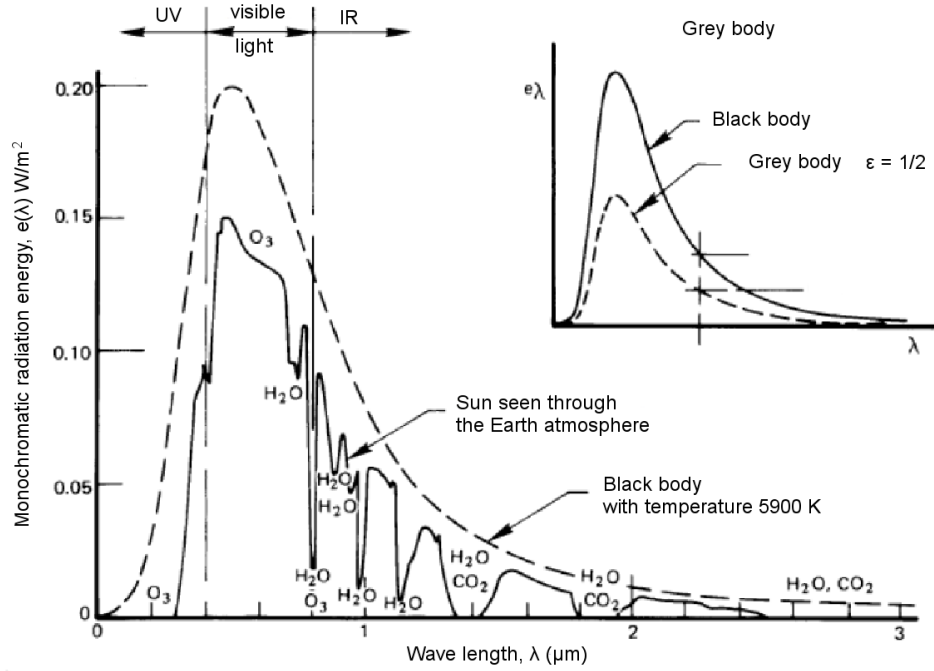 UV
visible
light
IR
Grey body
eλ
Black body
Grey body ε = 1/2
λ
Monochromatic radiation energy, e(λ) W/m²
0.20
0.15
0.10
0.05
0
O₃
H₂O
Sun seen through
the Earth atmosphere
H₂O
H₂O
Black body
with temperature 5900 K
H₂O
O₃
H₂O
H₂O
H₂O
CO₂
H₂O
CO₂
H₂O, CO₂
O₃
0
1
2
3
Wave length, λ (μm)